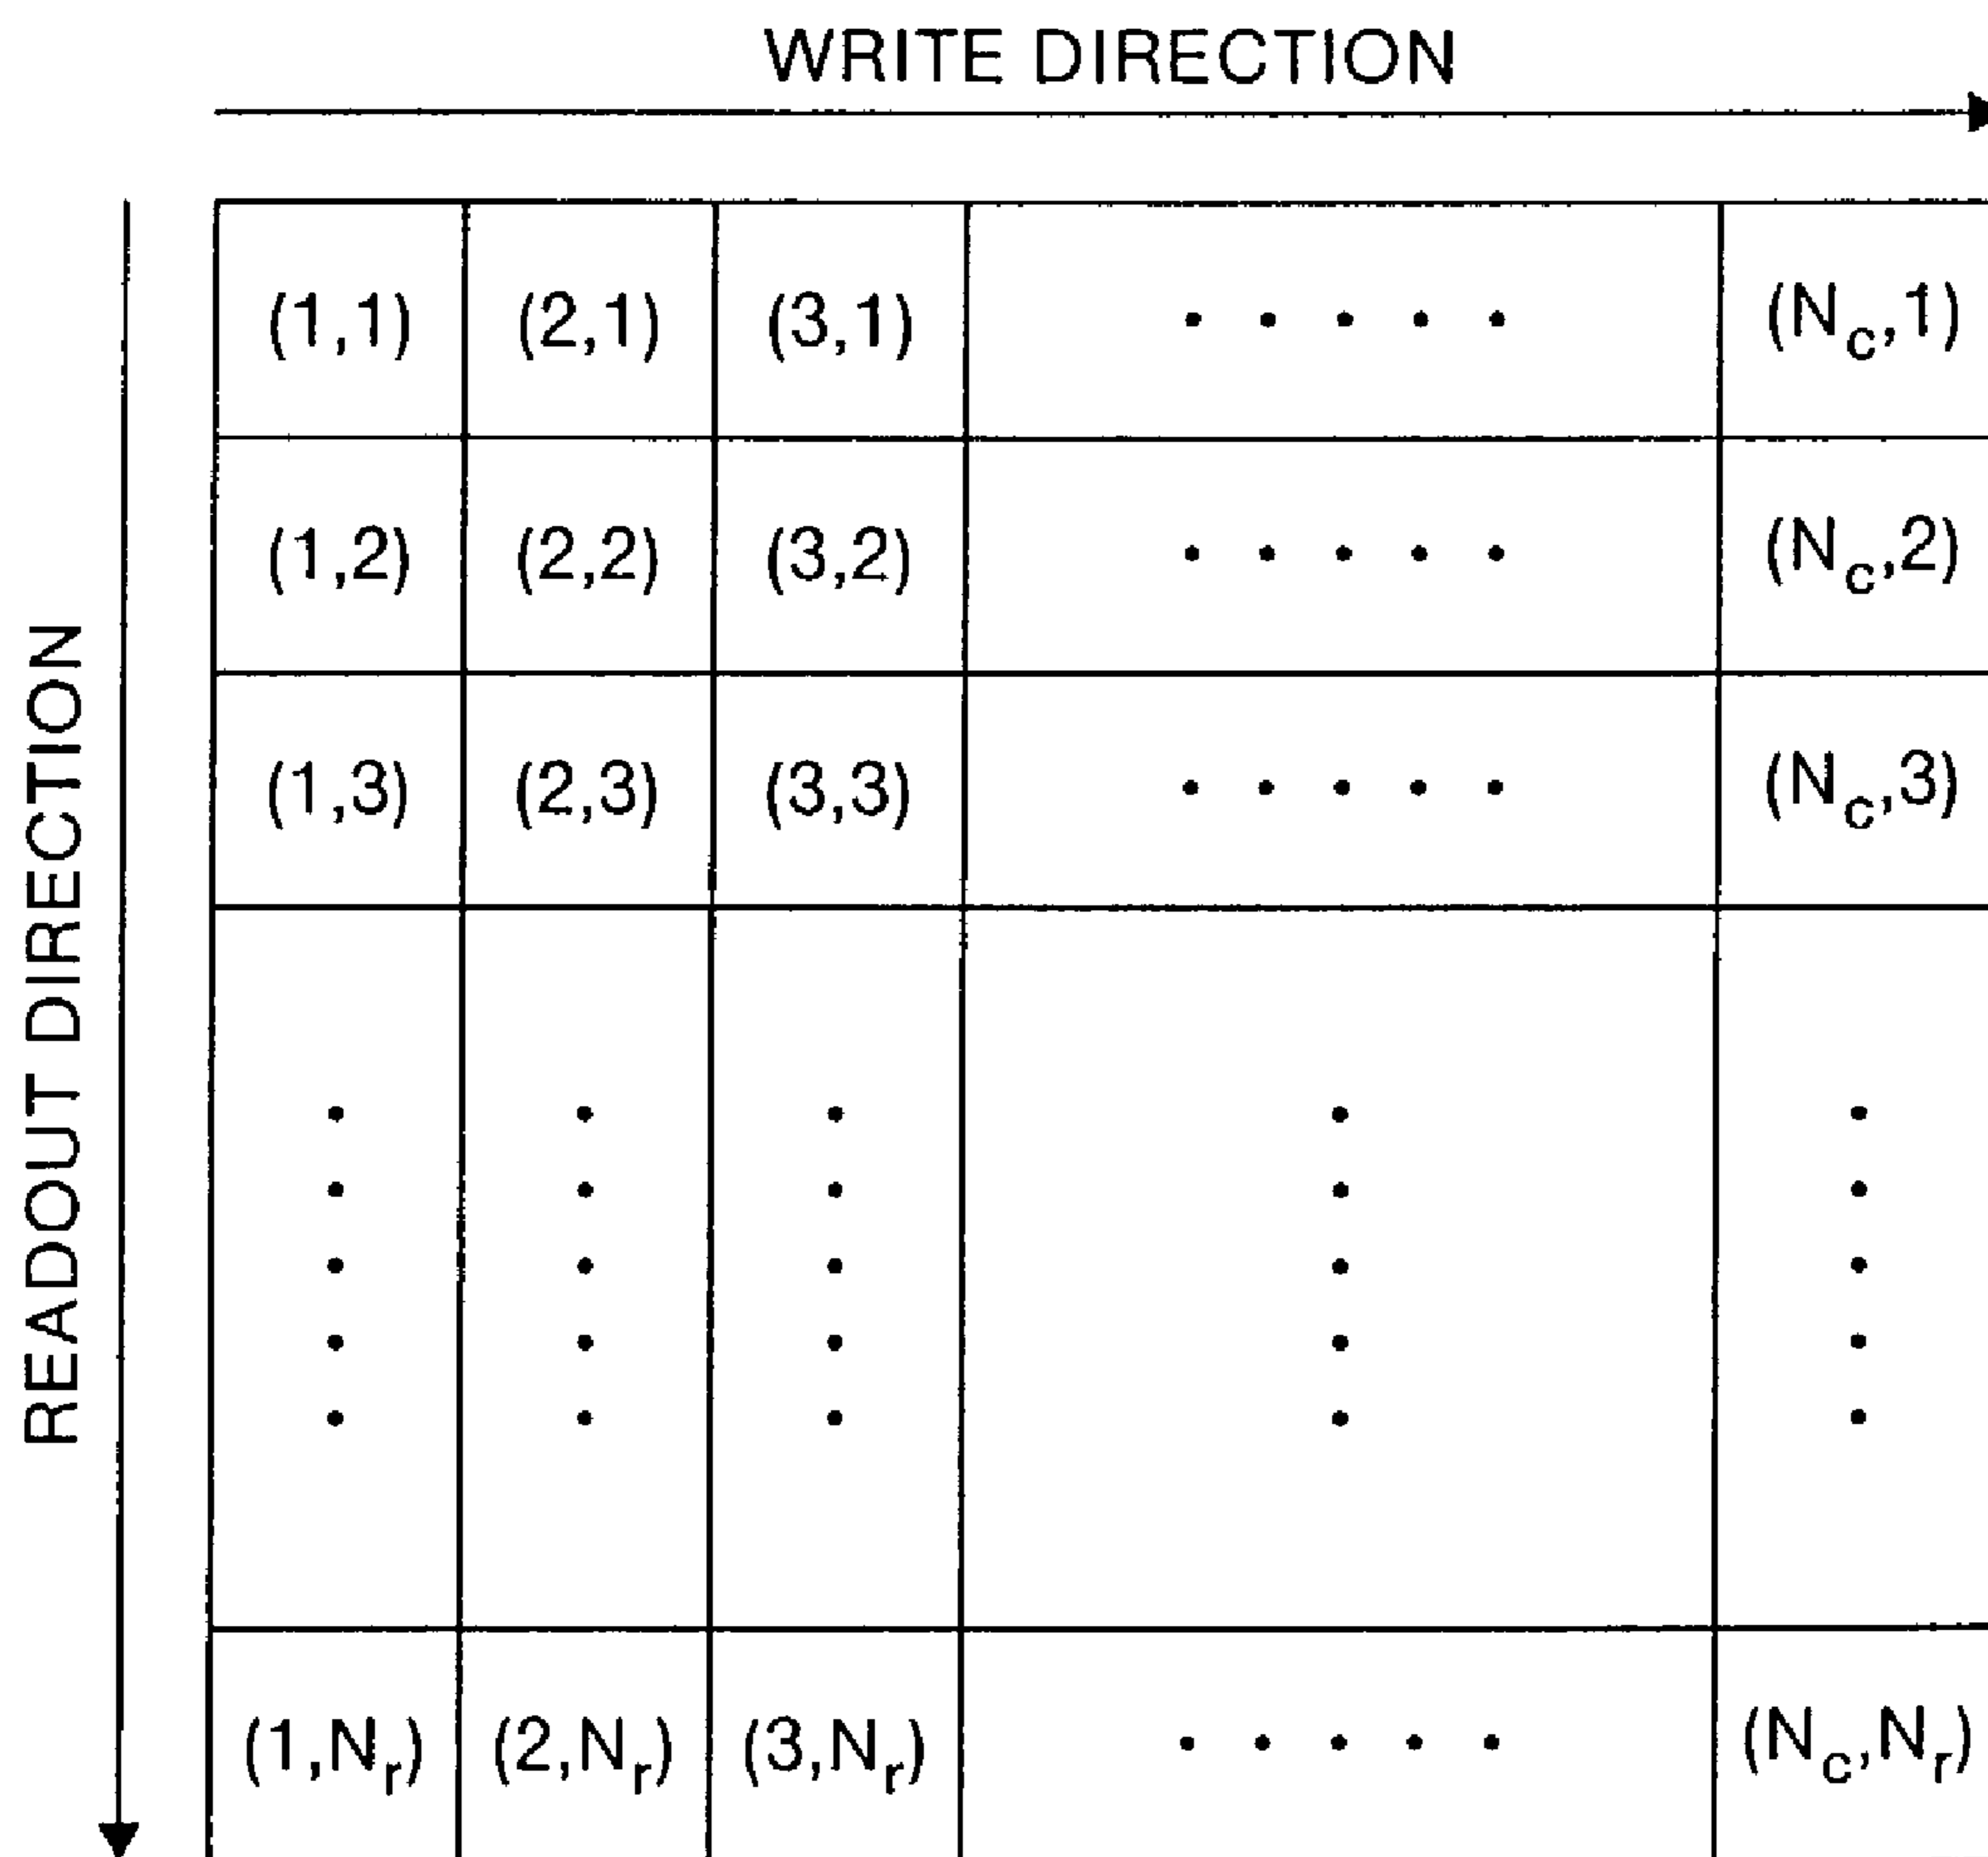 WRITE DIRECTION
READOUT DIRECTION
(1,1) (2,1) (3,1) . . . . . (N_c,1)
(1,2) (2,2) (3,2) . . . . . (N_c,2)
(1,3) (2,3) (3,3) . . . . . (N_c,3)
(1,N_r) (2,N_r) (3,N_r) . . . . . (N_c,N_r)